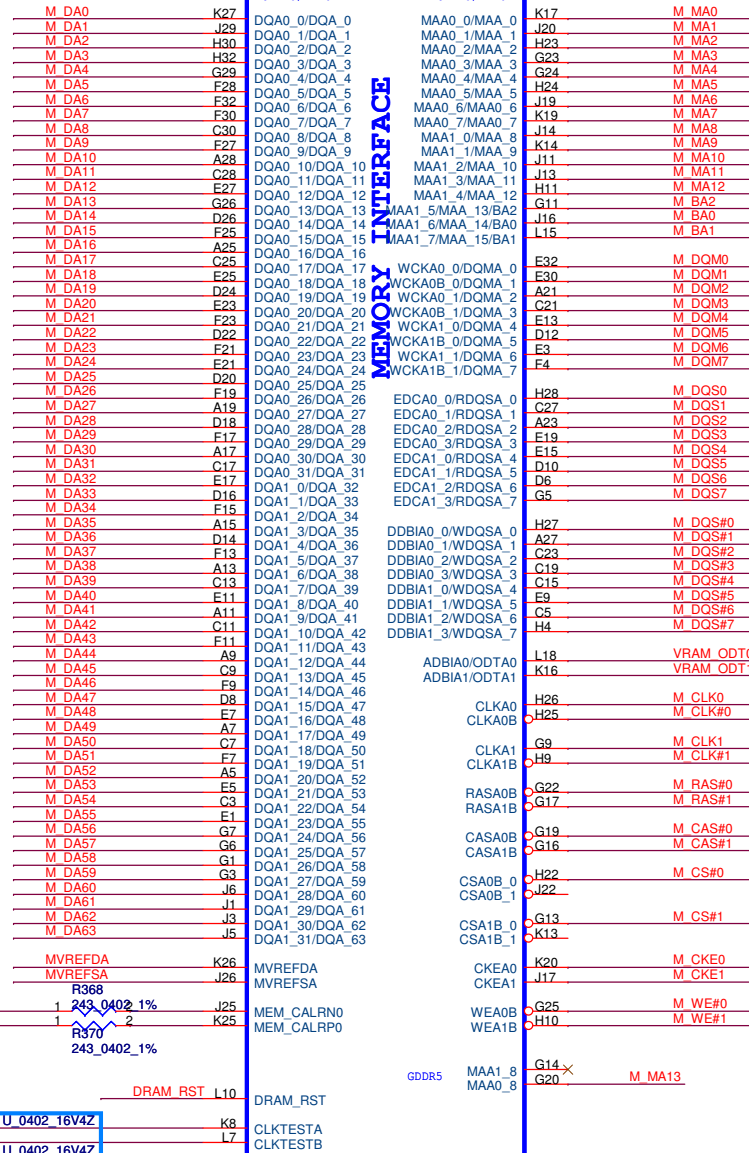 M_DA0 K27 DQA0_0/DQA_0 MAA0_0/MAA_0 K17 M_MA0
M_DA1 J29 DQA0_1/DQA_1 MAA0_1/MAA_1 J20 M_MA1
M_DA2 H30 DQA0_2/DQA_2 MAA0_2/MAA_2 H23 M_MA2
M_DA3 H32 DQA0_3/DQA_3 MAA0_3/MAA_3 G23 M_MA3
M_DA4 G29 DQA0_4/DQA_4 MAA0_4/MAA_4 G24 M_MA4
M_DA5 F28 DQA0_5/DQA_5 MAA0_5/MAA_5 H24 M_MA5
M_DA6 F32 DQA0_6/DQA_6 MAA0_6/MAA0_6 J19 M_MA6
M_DA7 F30 DQA0_7/DQA_7 MAA0_7/MAA0_7 K19 M_MA7
M_DA8 C30 DQA0_8/DQA_8 MAA1_0/MAA_8 J14 M_MA8
M_DA9 F27 DQA0_9/DQA_9 MAA1_1/MAA_9 K14 M_MA9
M_DA10 A28 DQA0_10/DQA_10 MAA1_2/MAA_10 J11 M_MA10
M_DA11 C28 DQA0_11/DQA_11 MAA1_3/MAA_11 J13 M_MA11
M_DA12 E27 DQA0_12/DQA_12 MAA1_4/MAA_12 H11 M_MA12
M_DA13 G26 DQA0_13/DQA_13 MAA1_5/MAA_13/BA2 G11 M_BA2
M_DA14 D26 DQA0_14/DQA_14 MAA1_6/MAA_14/BA0 J16 M_BA0
M_DA15 F25 DQA0_15/DQA_15 MAA1_7/MAA_15/BA1 L15 M_BA1
MEMORY INTERFACE
M_DA16 A25 DQA0_16/DQA_16
M_DA17 C25 DQA0_17/DQA_17 WCKA0_0/DQMA_0 E32 M_DQM0
M_DA18 E25 DQA0_18/DQA_18 WCKA0B_0/DQMA_1 E30 M_DQM1
M_DA19 D24 DQA0_19/DQA_19 WCKA0_1/DQMA_2 A21 M_DQM2
M_DA20 E23 DQA0_20/DQA_20 WCKA0B_1/DQMA_3 C21 M_DQM3
M_DA21 F23 DQA0_21/DQA_21 WCKA1_0/DQMA_4 E13 M_DQM4
M_DA22 D22 DQA0_22/DQA_22 WCKA1B_0/DQMA_5 D12 M_DQM5
M_DA23 F21 DQA0_23/DQA_23 WCKA1_1/DQMA_6 E3 M_DQM6
M_DA24 E21 DQA0_24/DQA_24 WCKA1B_1/DQMA_7 F4 M_DQM7
M_DA25 D20 DQA0_25/DQA_25
M_DA26 F19 DQA0_26/DQA_26 EDCA0_0/RDQSA_0 H28 M_DQS0
M_DA27 A19 DQA0_27/DQA_27 EDCA0_1/RDQSA_1 C27 M_DQS1
M_DA28 D18 DQA0_28/DQA_28 EDCA0_2/RDQSA_2 A23 M_DQS2
M_DA29 F17 DQA0_29/DQA_29 EDCA0_3/RDQSA_3 E19 M_DQS3
M_DA30 A17 DQA0_30/DQA_30 EDCA1_0/RDQSA_4 E15 M_DQS4
M_DA31 C17 DQA0_31/DQA_31 EDCA1_1/RDQSA_5 D10 M_DQS5
M_DA32 E17 DQA1_0/DQA_32 EDCA1_2/RDQSA_6 D6 M_DQS6
M_DA33 D16 DQA1_1/DQA_33 EDCA1_3/RDQSA_7 G5 M_DQS7
M_DA34 F15 DQA1_2/DQA_34
M_DA35 A15 DQA1_3/DQA_35 DDBIA0_0/WDQSA_0 H27 M_DQS#0
M_DA36 D14 DQA1_4/DQA_36 DDBIA0_1/WDQSA_1 A27 M_DQS#1
M_DA37 F13 DQA1_5/DQA_37 DDBIA0_2/WDQSA_2 C23 M_DQS#2
M_DA38 A13 DQA1_6/DQA_38 DDBIA0_3/WDQSA_3 C19 M_DQS#3
M_DA39 C13 DQA1_7/DQA_39 DDBIA1_0/WDQSA_4 C15 M_DQS#4
M_DA40 E11 DQA1_8/DQA_40 DDBIA1_1/WDQSA_5 E9 M_DQS#5
M_DA41 A11 DQA1_9/DQA_41 DDBIA1_2/WDQSA_6 C5 M_DQS#6
M_DA42 C11 DQA1_10/DQA_42 DDBIA1_3/WDQSA_7 H4 M_DQS#7
M_DA43 F11 DQA1_11/DQA_43
M_DA44 A9 DQA1_12/DQA_44 ADBIA0/ODTA0 L18 VRAM_ODT0
M_DA45 C9 DQA1_13/DQA_45 ADBIA1/ODTA1 K16 VRAM_ODT1
M_DA46 F9 DQA1_14/DQA_46
M_DA47 D8 DQA1_15/DQA_47 CLKA0 H26 M_CLK0
M_DA48 E7 DQA1_16/DQA_48 CLKA0B H25 M_CLK#0
M_DA49 A7 DQA1_17/DQA_49
M_DA50 C7 DQA1_18/DQA_50 CLKA1 G9 M_CLK1
M_DA51 F7 DQA1_19/DQA_51 CLKA1B H9 M_CLK#1
M_DA52 A5 DQA1_20/DQA_52
M_DA53 E5 DQA1_21/DQA_53 RASA0B G22 M_RAS#0
M_DA54 C3 DQA1_22/DQA_54 RASA1B G17 M_RAS#1
M_DA55 E1 DQA1_23/DQA_55
M_DA56 G7 DQA1_24/DQA_56 CASA0B G19 M_CAS#0
M_DA57 G6 DQA1_25/DQA_57 CASA1B G16 M_CAS#1
M_DA58 G1 DQA1_26/DQA_58
M_DA59 G3 DQA1_27/DQA_59 CSA0B_0 H22 M_CS#0
M_DA60 J6 DQA1_28/DQA_60 CSA0B_1 J22
M_DA61 J1 DQA1_29/DQA_61
M_DA62 J3 DQA1_30/DQA_62 CSA1B_0 G13 M_CS#1
M_DA63 J5 DQA1_31/DQA_63 CSA1B_1 K13
MVREFDA K26 MVREFDA CKEA0 K20 M_CKE0
MVREFSA J26 MVREFSA CKEA1 J17 M_CKE1
R368
243_0402_1%
1 2 J25 MEM_CALRN0 WEA0B G25 M_WE#0
1 2 K25 MEM_CALRP0 WEA1B H10 M_WE#1
R370
243_0402_1%
GDDR5 MAA1_8 G14
MAA0_8 G20 M_MA13
DRAM_RST L10 DRAM_RST
U_0402_16V4Z K8 CLKTESTA
U_0402_16V4Z L7 CLKTESTB